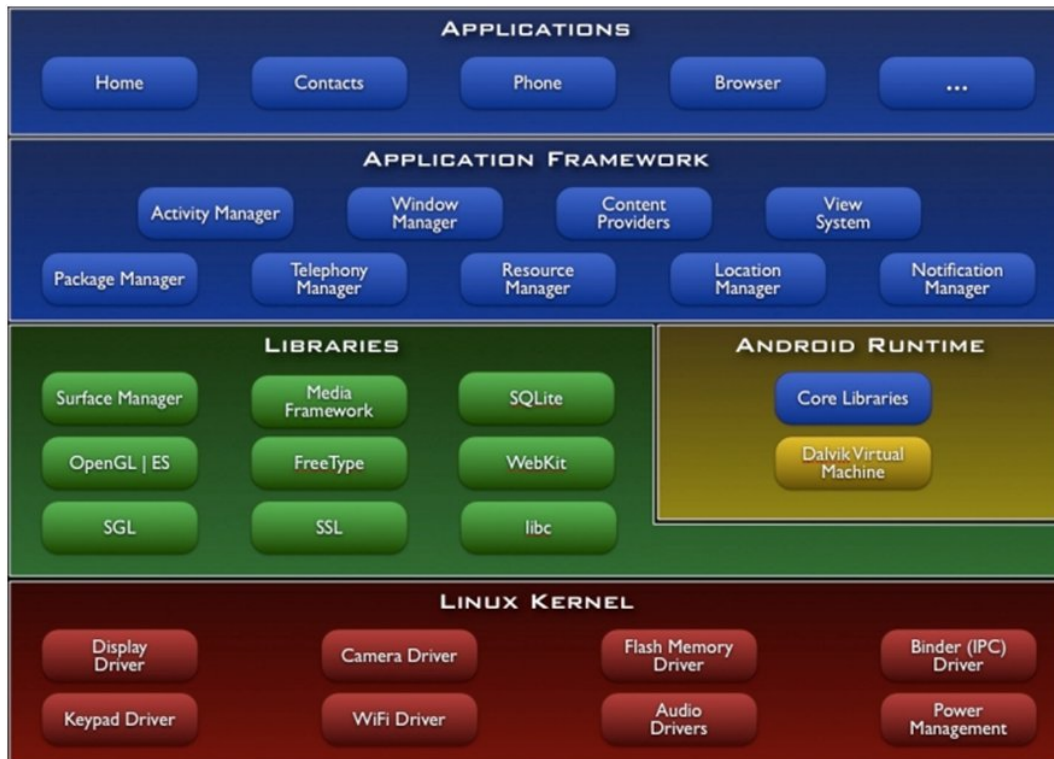 APPLICATIONS
Home
Contacts
Phone
Browser
...
APPLICATION FRAMEWORK
Activity Manager
Window
Manager
Content
Providers
View
System
Package Manager
Telephony
Manager
Resource
Manager
Location
Manager
Notification
Manager
LIBRARIES
Surface Manager
Media
Framework
SQLite
OpenGL | ES
FreeType
WebKit
SGL
SSL
libc
ANDROID RUNTIME
Core Libraries
Dalvik Virtual
Machine
LINUX KERNEL
Display
Driver
Camera Driver
Flash Memory
Driver
Binder (IPC)
Driver
Keypad Driver
WiFi Driver
Audio
Drivers
Power
Management